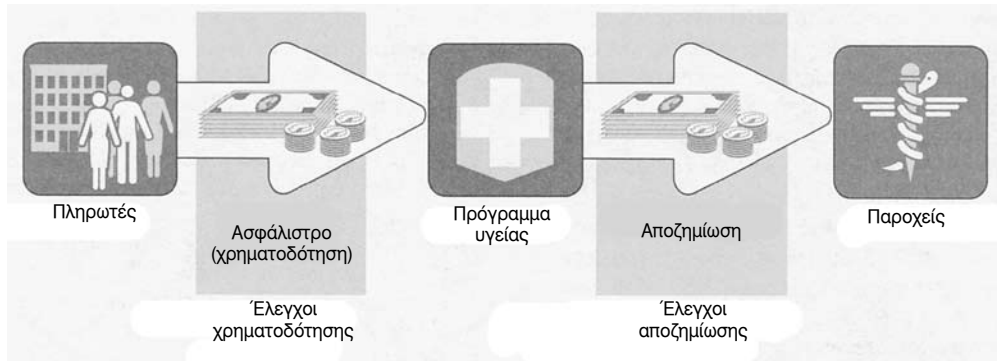 Πληρωτές
Ασφάλιστρο
(χρηματοδότηση)
Έλεγχοι
χρηματοδότησης
Πρόγραμμα
υγείας
Αποζημίωση
Έλεγχοι
αποζημίωσης
Παροχείς